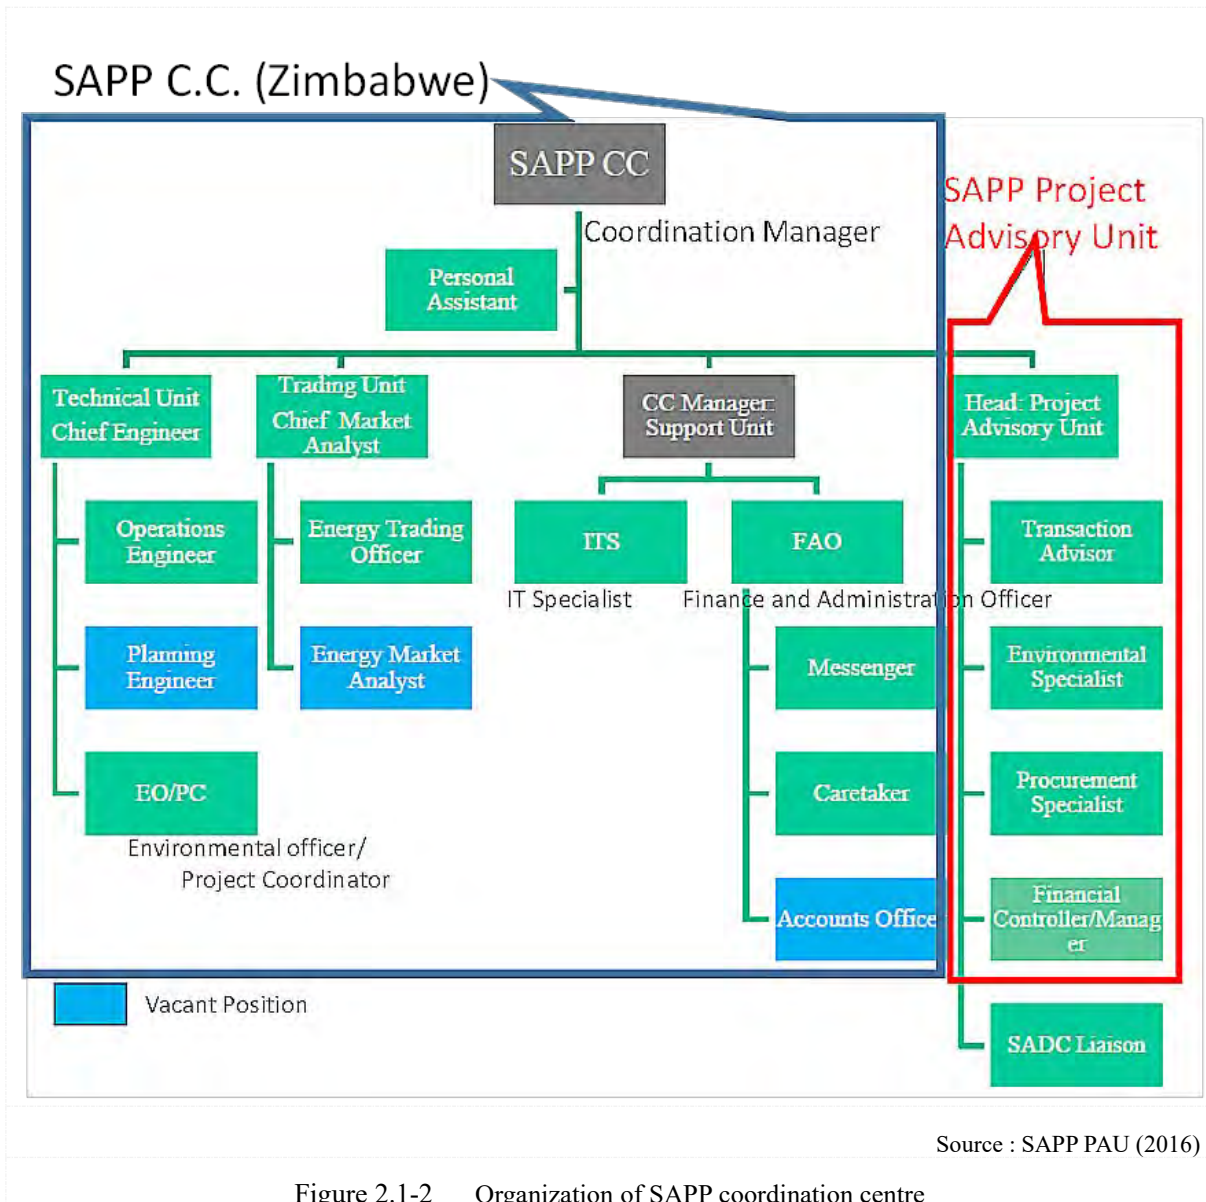 SAPP C.C. (Zimbabwe)
SAPP CC
Coordination Manager
SAPP Project
Advisory Unit
Personal
Assistant
Technical Unit
Chief Engineer
Trading Unit
Chief Market
Analyst
CC Manager:
Support Unit
Head: Project
Advisory Unit
Operations
Engineer
Energy Trading
Officer
ITS
FAO
Transaction
Advisor
IT Specialist
Finance and Administration Officer
Planning
Engineer
Energy Market
Analyst
Messenger
Environmental
Specialist
EO/PC
Caretaker
Procurement
Specialist
Environmental officer/
Project Coordinator
Accounts Office
Financial
Controller/Manag
er
Vacant Position
SADC Liaison
Source : SAPP PAU (2016)
Figure 2.1-2 Organization of SAPP coordination centre